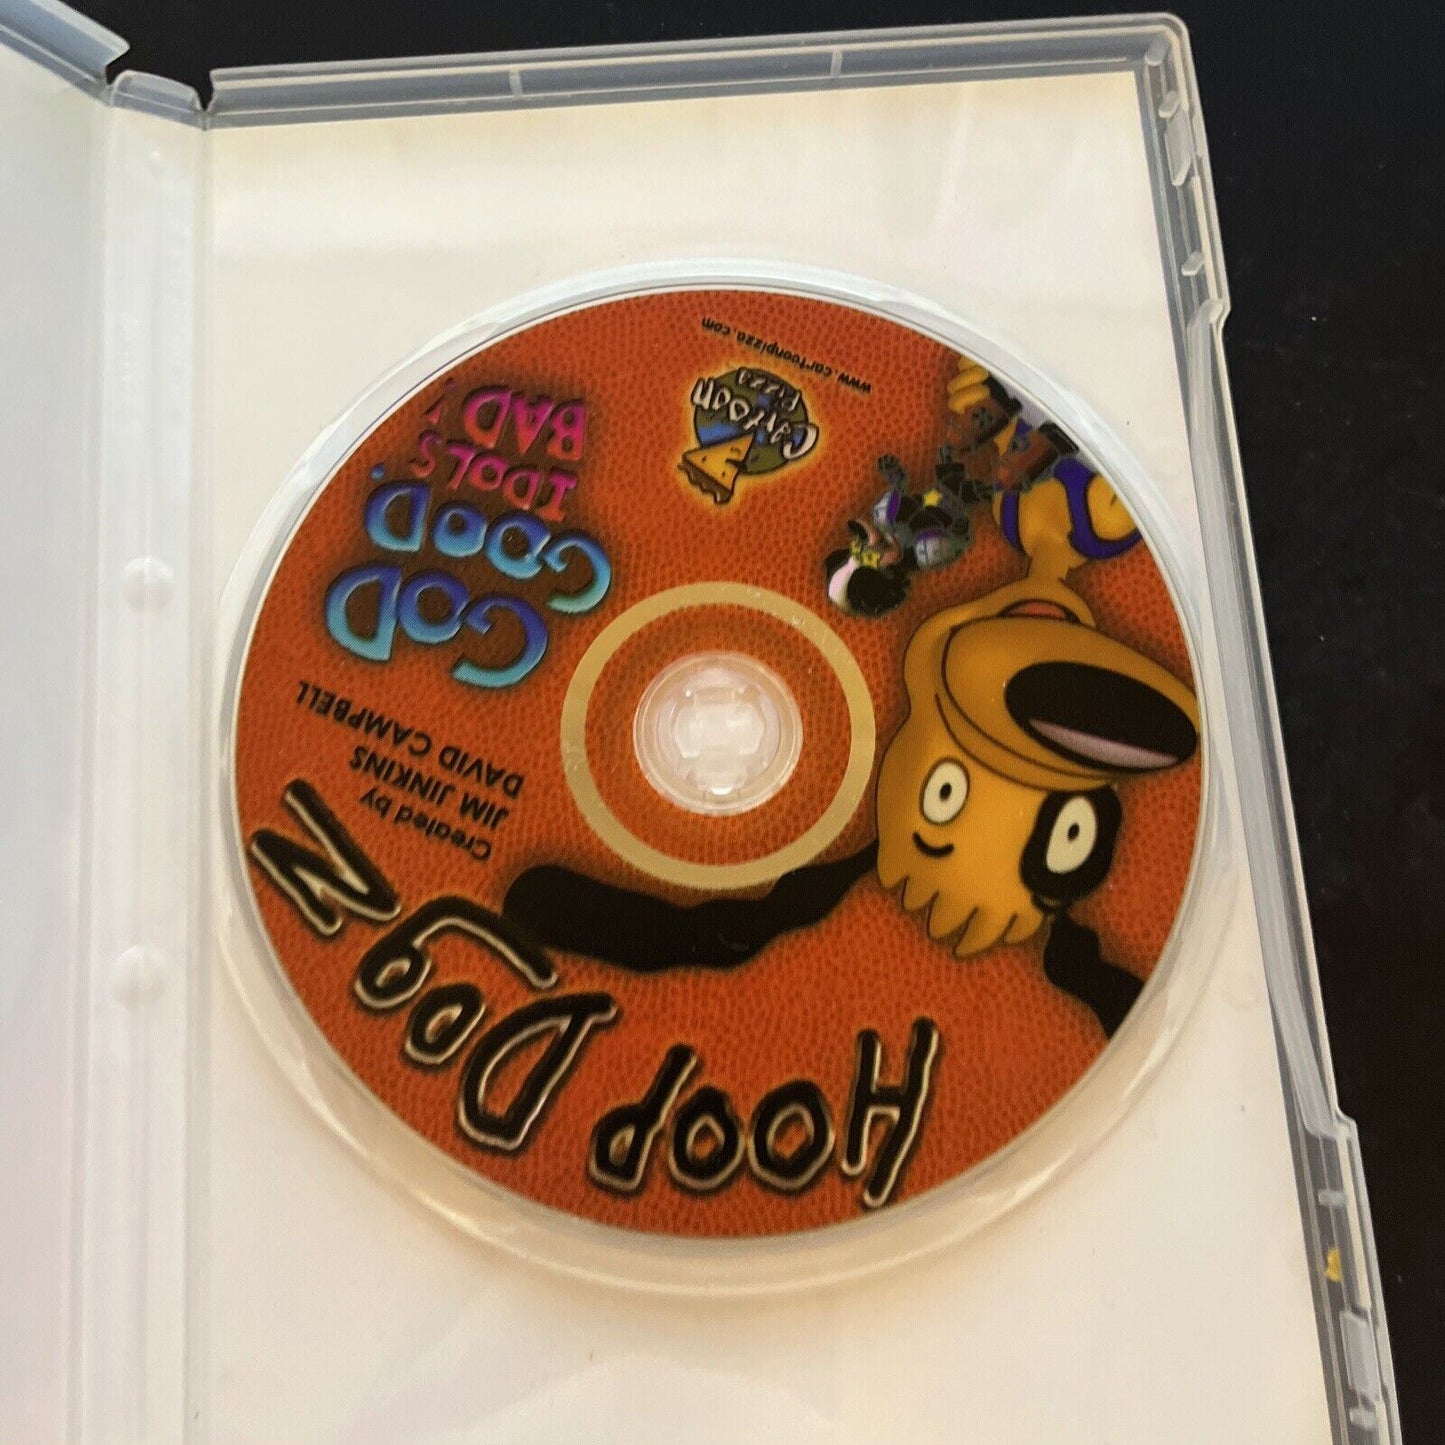 Hoop DogZ
Created by
JIM JINKINS
DAVID CAMPBELL
GOD
GOOD,
IDOLS
BAD!
Cartoon
PIZZA
www.cartoonpizza.com